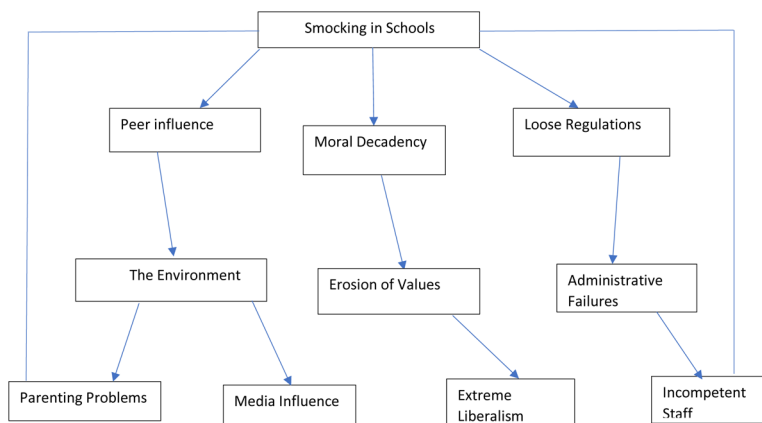 Smocking in Schools
Peer influence
Moral Decadency
Loose Regulations
The Environment
Erosion of Values
Administrative
Failures
Parenting Problems
Media Influence
Extreme
Liberalism
Incompetent
Staff